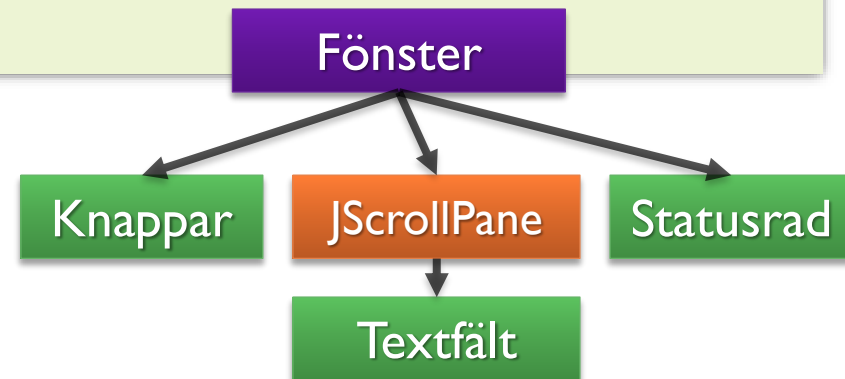 Fönster
Knappar
JScrollPane
Statusrad
Textfält